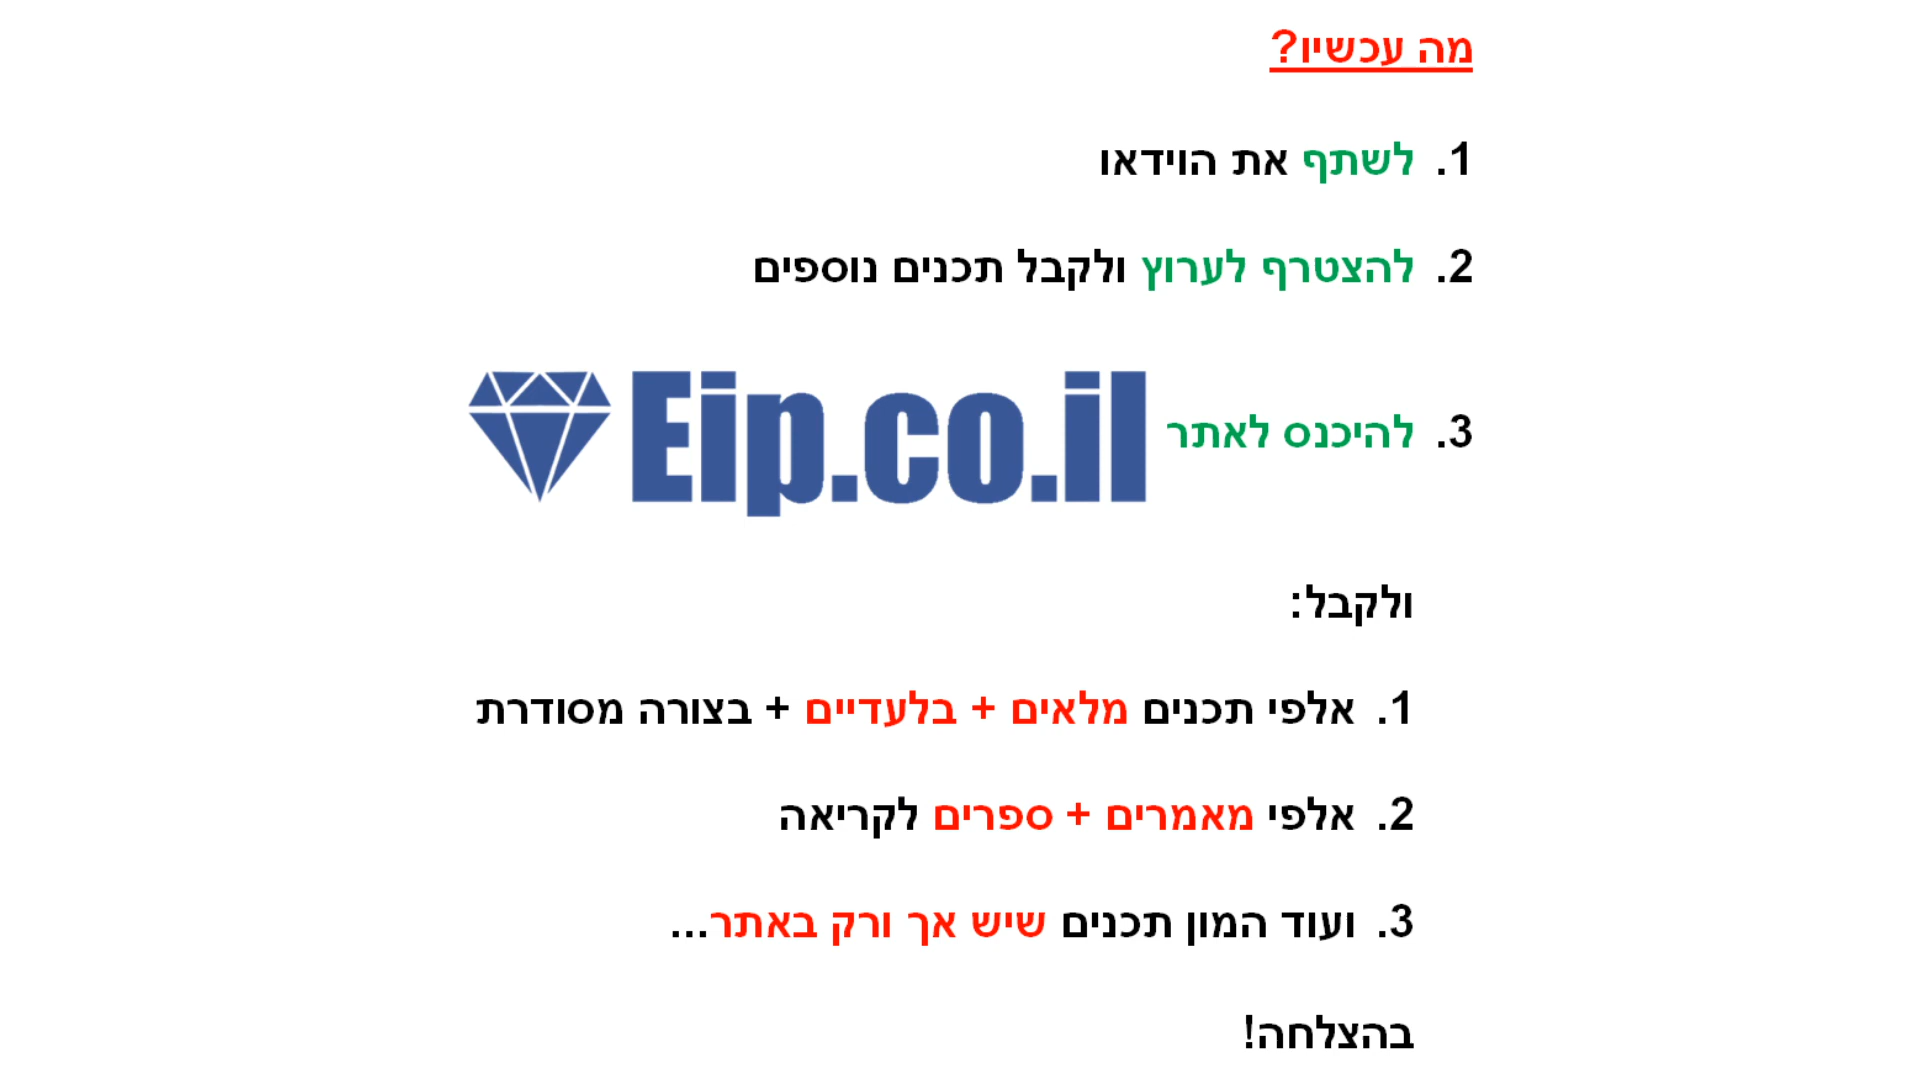 מה עכשיו?
1. לשתף את הוידאו
2. להצטרף לערוץ ולקבל תכנים נוספים
3. להיכנס לאתר Eip.co.il
ולקבל:
1. אלפי תכנים מלאים + בלעדיים + בצורה מסודרת
2. אלפי מאמרים + ספרים לקריאה
3. ועוד המון תכנים שיש אך ורק באתר...
בהצלחה!